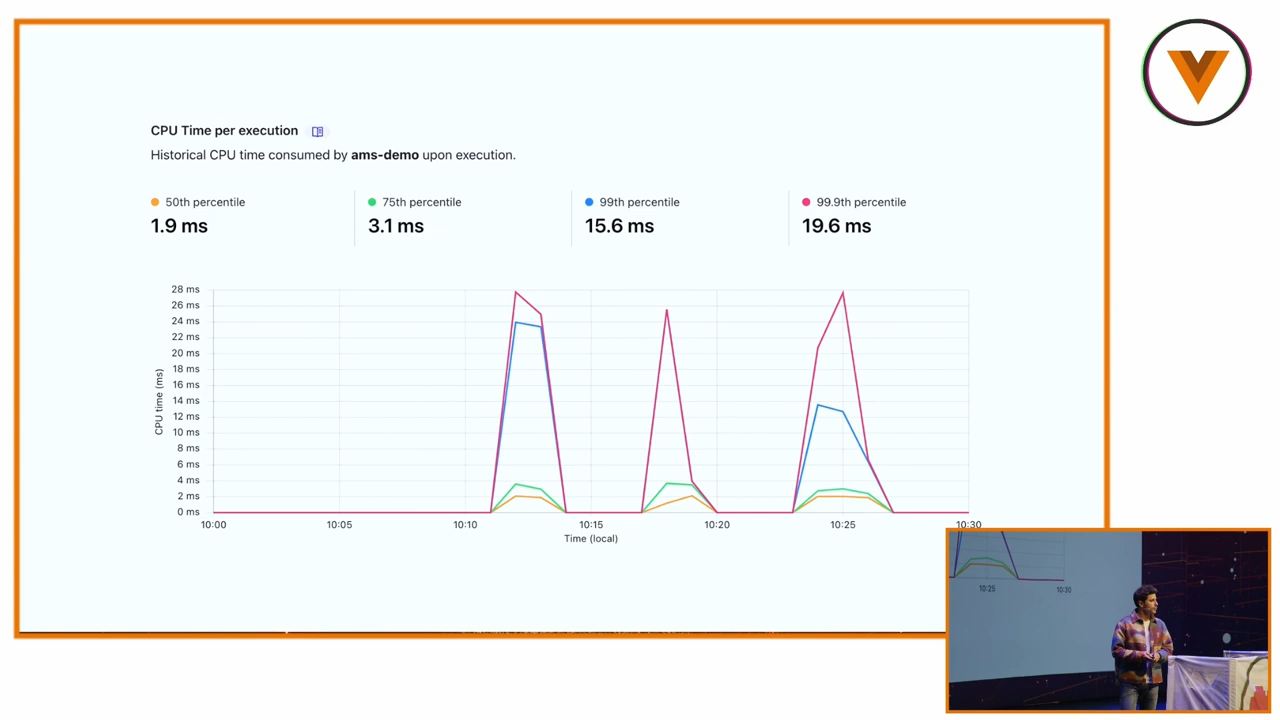 CPU Time per execution
Historical CPU time consumed by ams-demo upon execution.
50th percentile
1.9 ms
75th percentile
3.1 ms
99th percentile
15.6 ms
99.9th percentile
19.6 ms
28 ms
26 ms
24 ms
22 ms
20 ms
18 ms
16 ms
14 ms
12 ms
10 ms
8 ms
6 ms
4 ms
2 ms
0 ms
CPU time (ms)
10:00 10:05 10:10 10:15 10:20 10:25 10:30
Time (local)
10:25 10:30